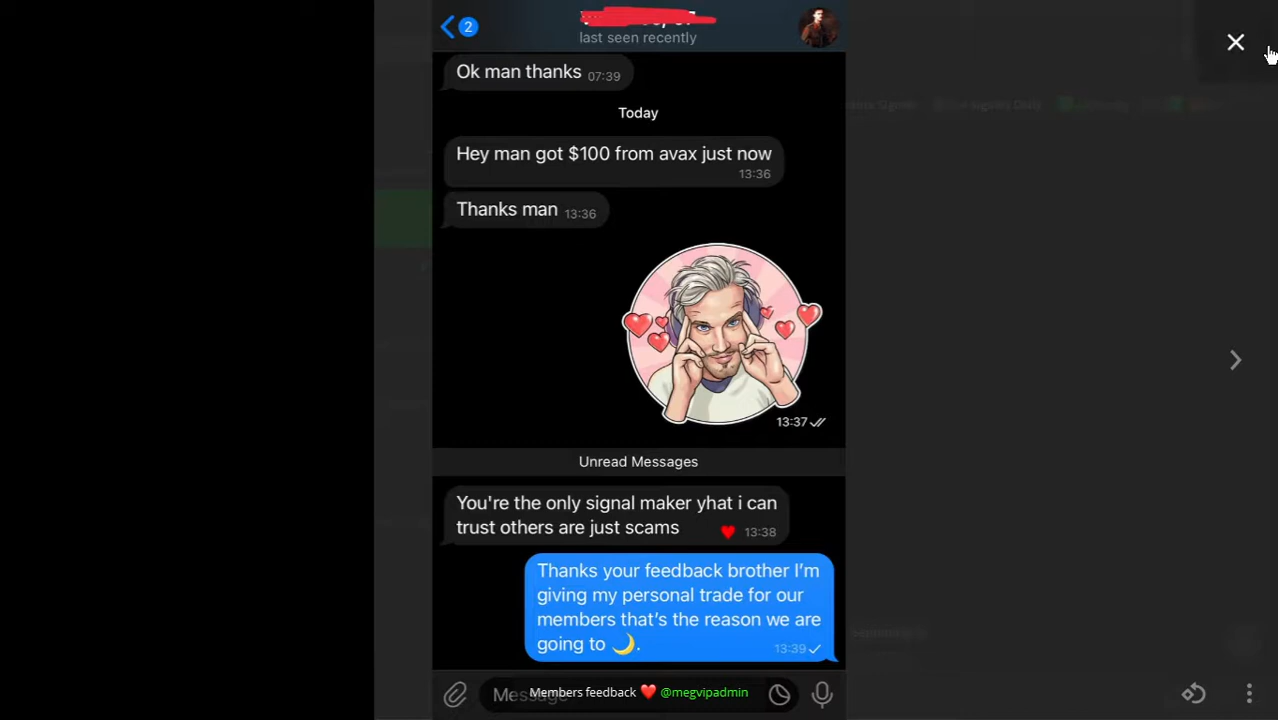 2
last seen recently
Ok man thanks 07:39
Today
Hey man got $100 from avax just now
13:36
Thanks man 13:36
13:37
Unread Messages
You're the only signal maker yhat i can
trust others are just scams 13:38
Thanks your feedback brother I'm
giving my personal trade for our
members that's the reason we are
going to 🌙.
13:39
Members feedback ❤️ @megvipadmin